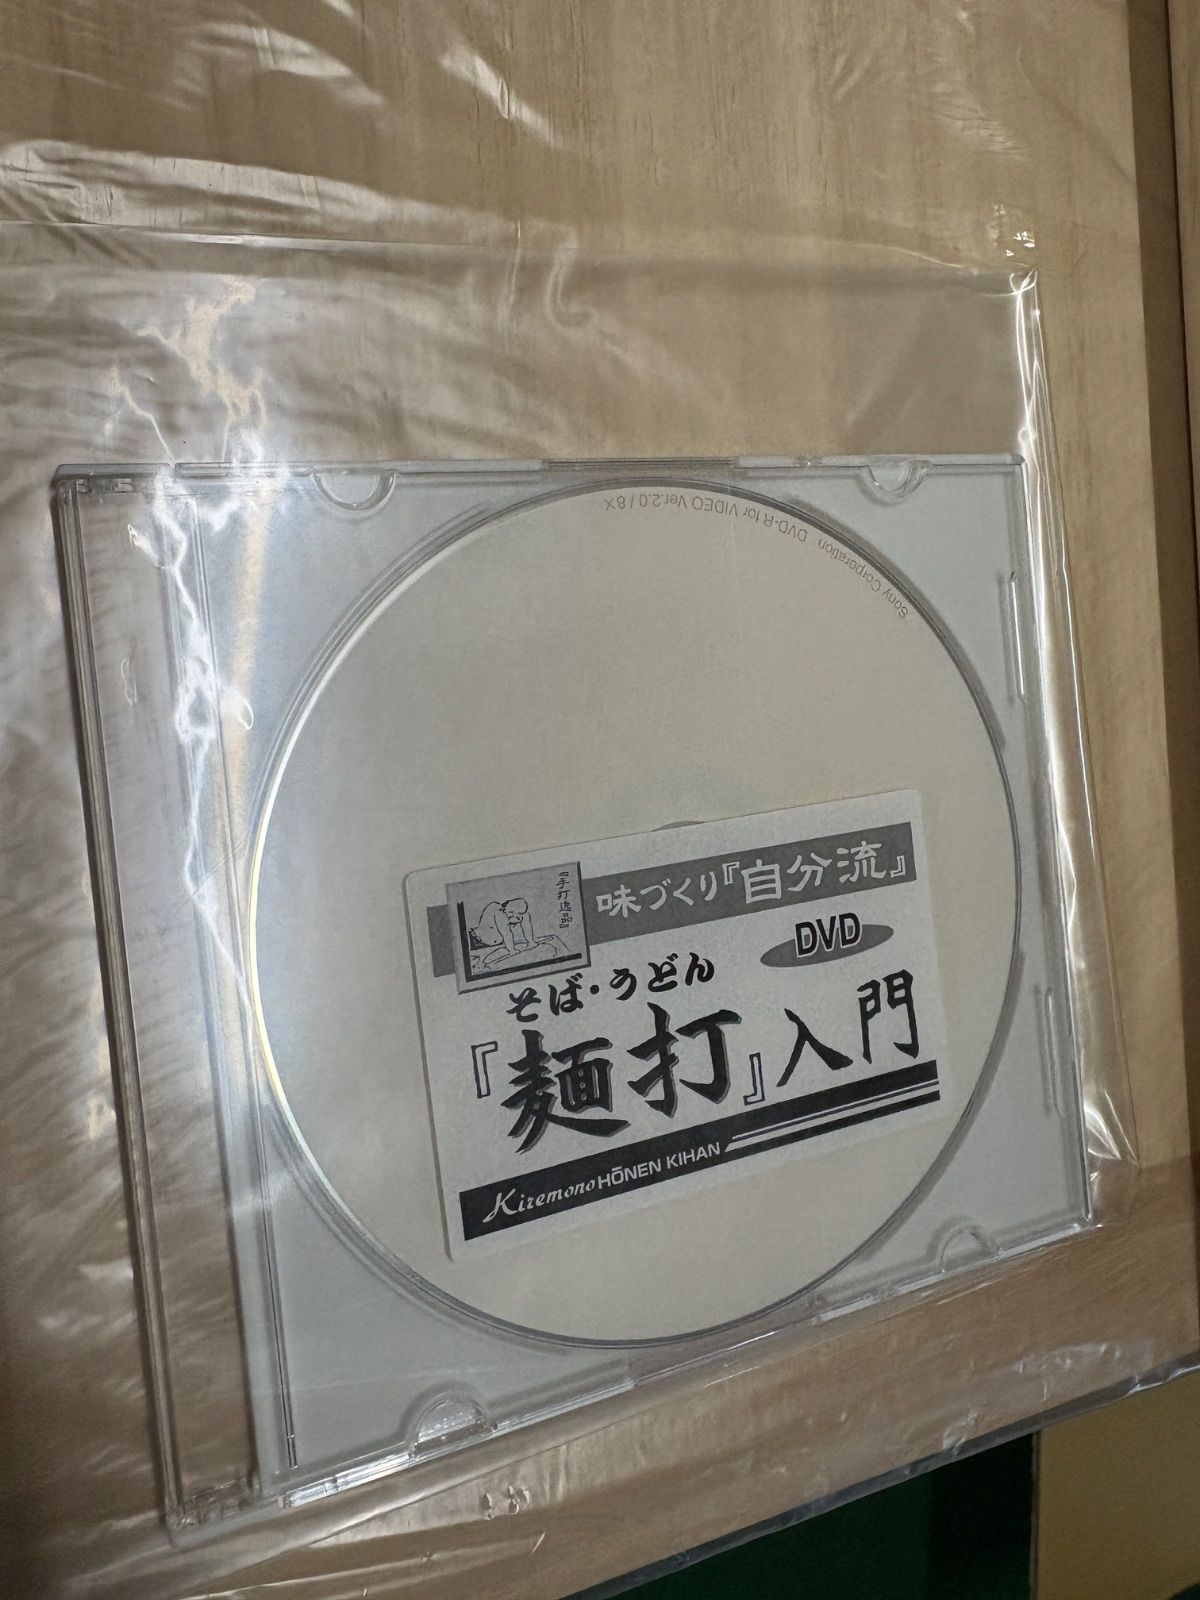 Sony Corporation DVD-R for VIDEO Ver.2.0 / 8X
『手打逸品』
味づくり『自分流』
DVD
そば・うどん
『麺打』入門
Kiremono HŌNEN KIHAN